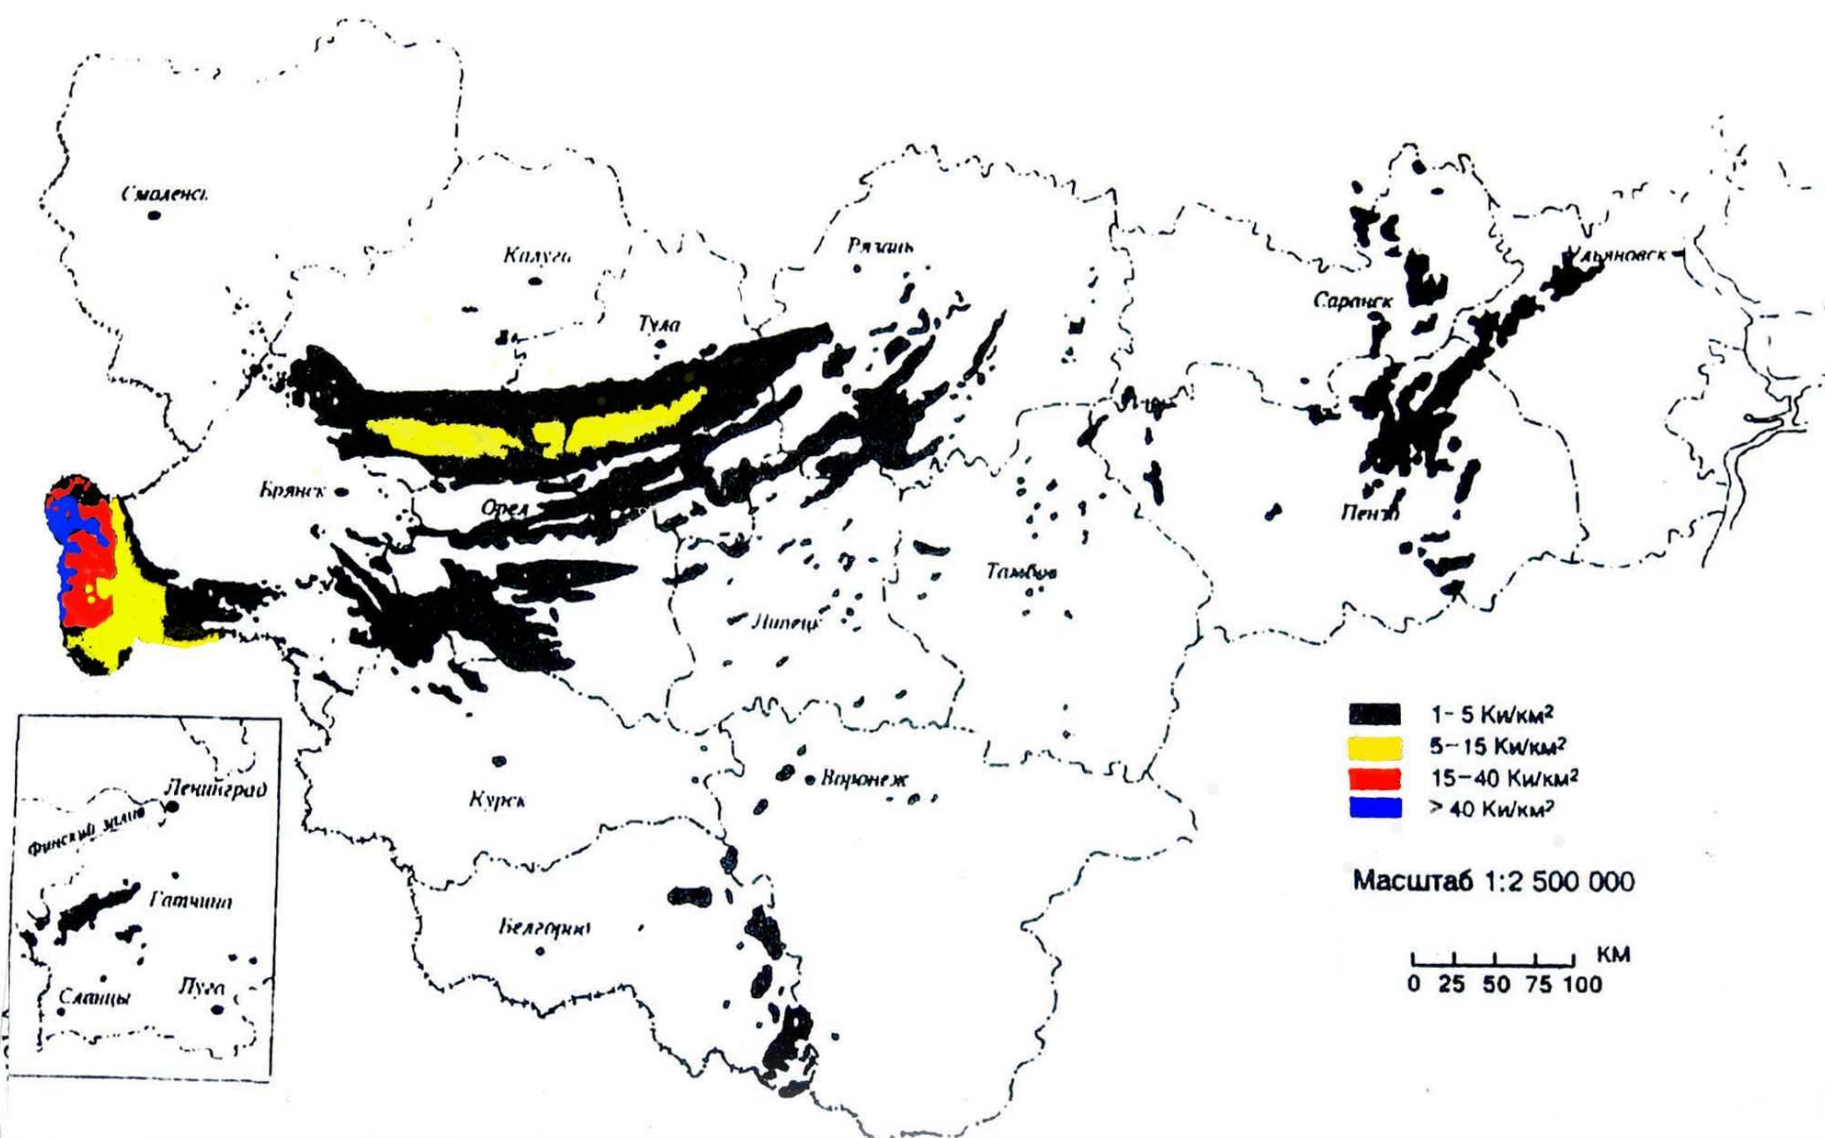 Смоленск
Калуга
Рязань
Ульяновск
Саранск
Тула
Брянск
Орел
Пенза
Тамбов
Липецк
1-5 Ки/км²
5-15 Ки/км²
15-40 Ки/км²
> 40 Ки/км²
Воронеж
Курск
Ленинград
Финский залив
Масштаб 1:2 500 000
Гатчина
Белгород
КМ
0 25 50 75 100
Луга
Сланцы